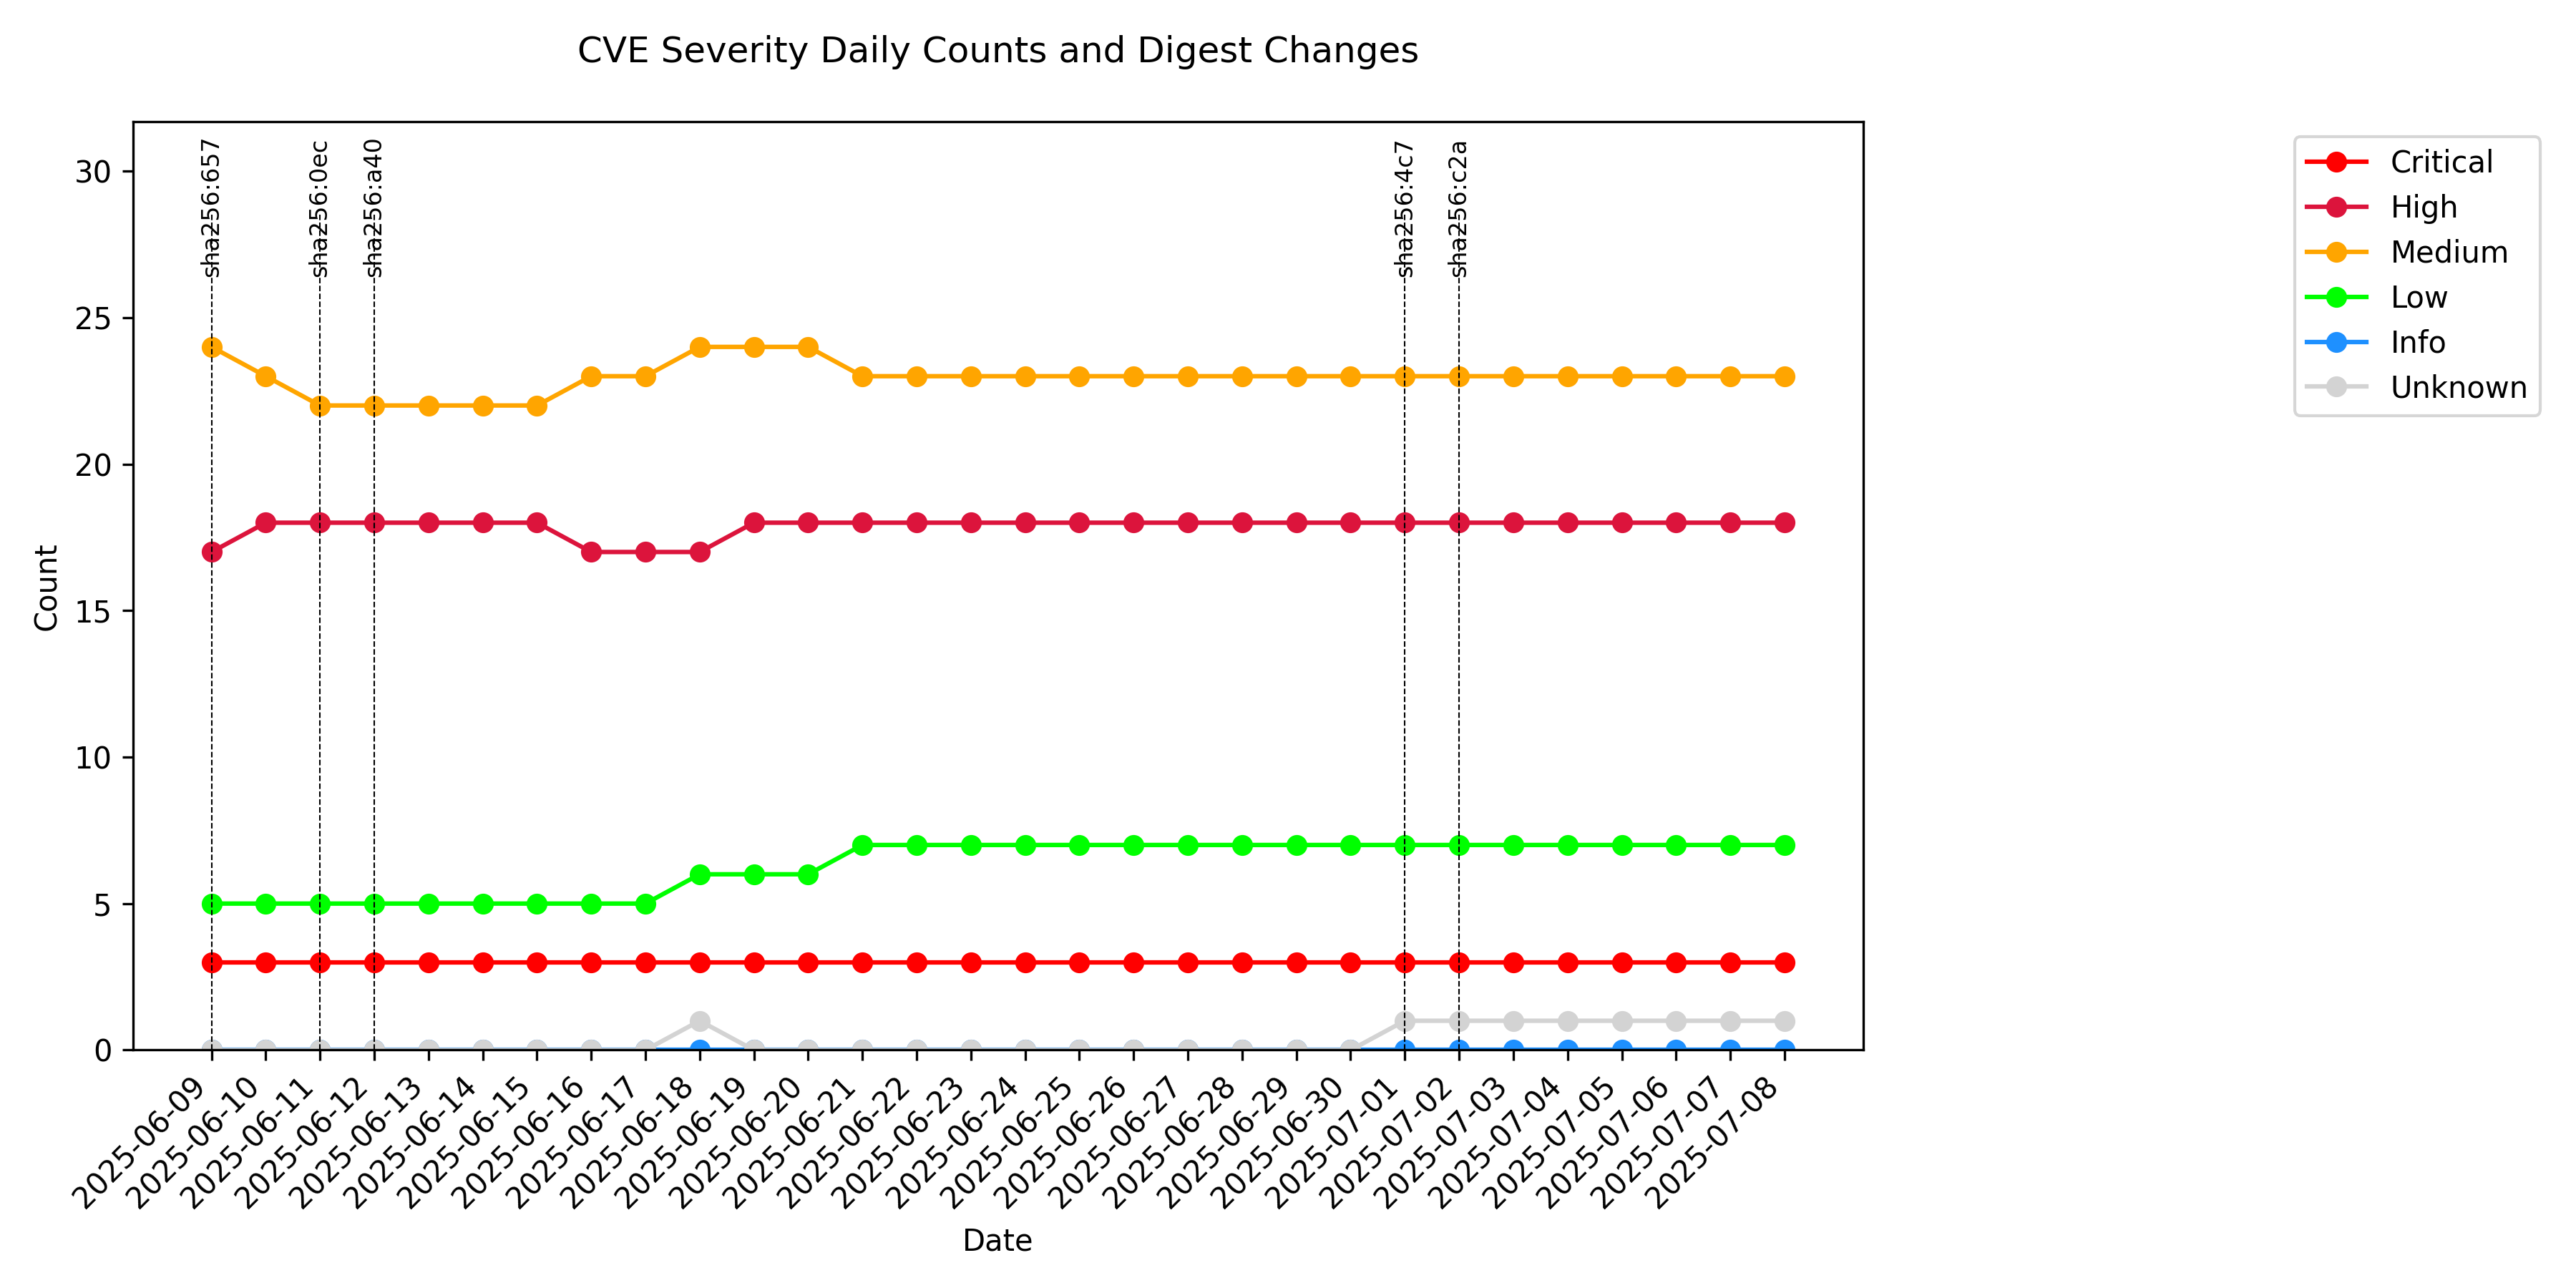 CVE Severity Daily Counts and Digest Changes
sha256:657
sha256:0ec
sha256:a40
sha256:4c7
sha256:c2a
Critical
High
Medium
Low
Info
Unknown
Count
30
25
20
15
10
5
0
2025-06-09
2025-06-10
2025-06-11
2025-06-12
2025-06-13
2025-06-14
2025-06-15
2025-06-16
2025-06-17
2025-06-18
2025-06-19
2025-06-20
2025-06-21
2025-06-22
2025-06-23
2025-06-24
2025-06-25
2025-06-26
2025-06-27
2025-06-28
2025-06-29
2025-06-30
2025-07-01
2025-07-02
2025-07-03
2025-07-04
2025-07-05
2025-07-06
2025-07-07
2025-07-08
Date